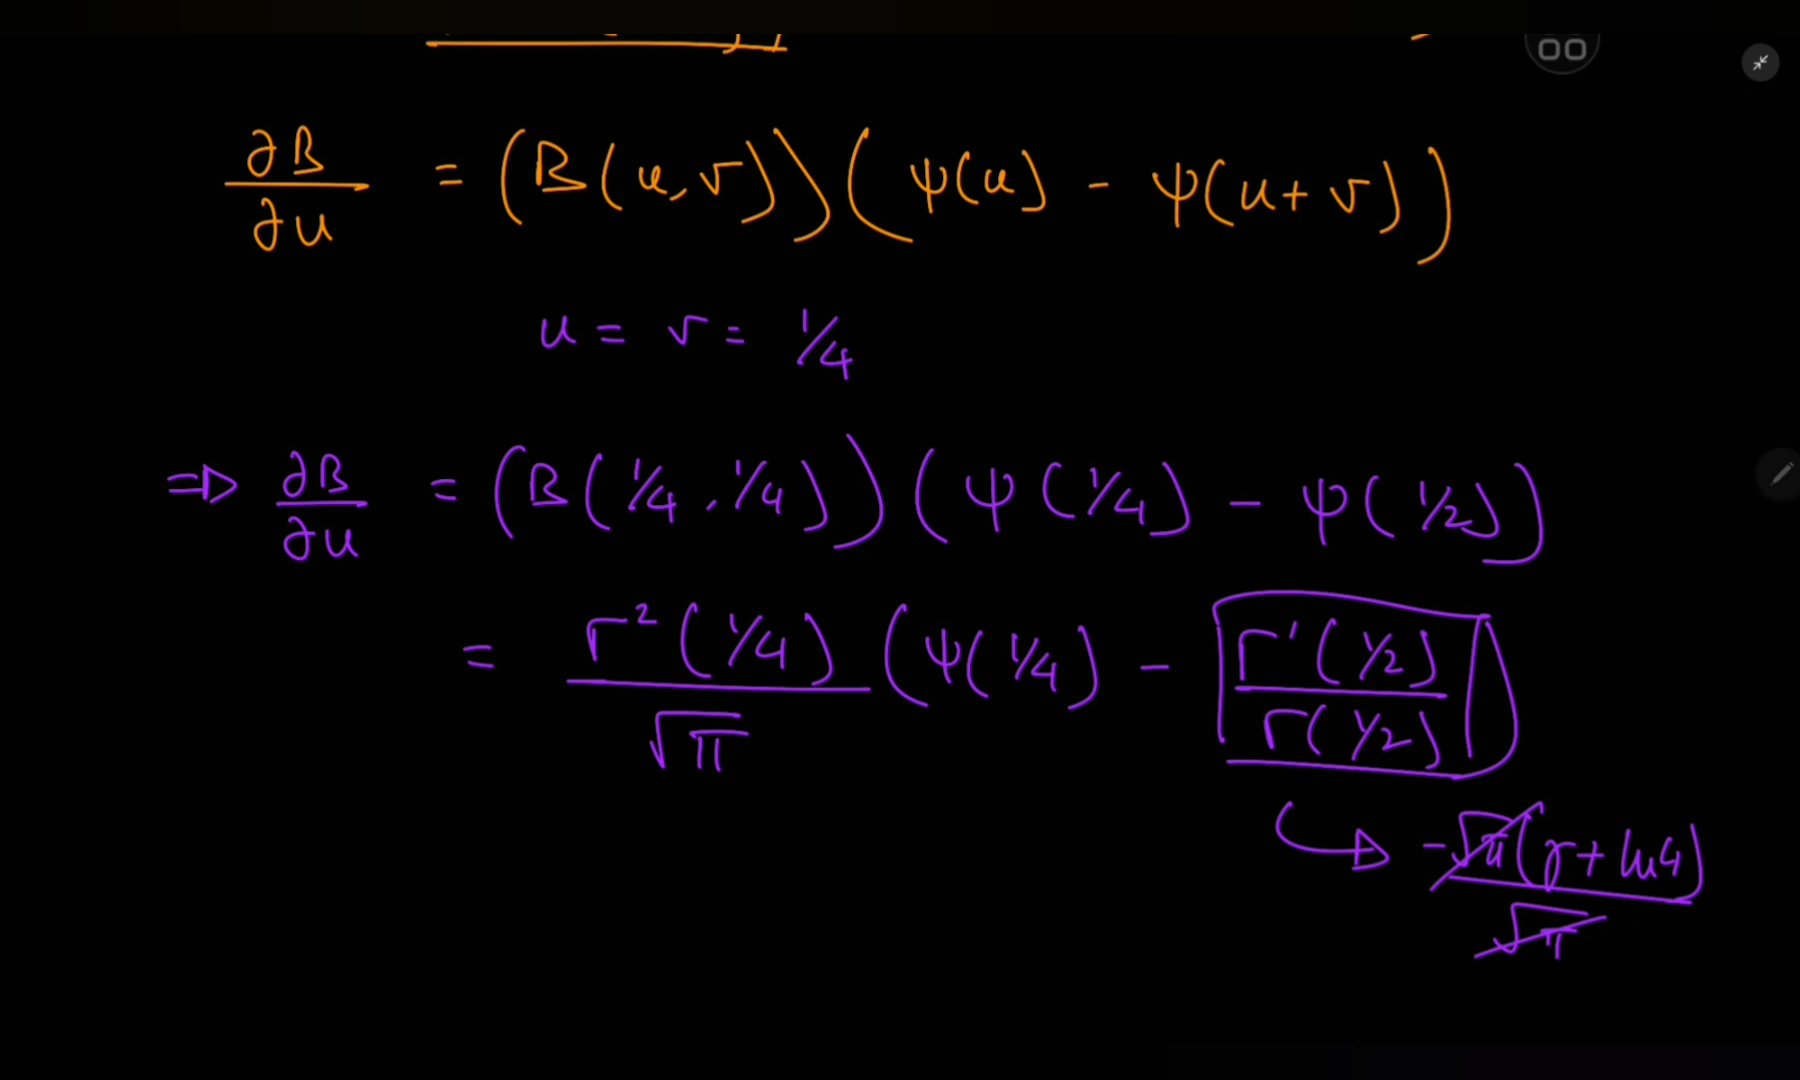 ∂B/∂u = (B(u,v))(ψ(u) - ψ(u+v))
u = v = 1/4
⇒ ∂B/∂u = (B(1/4, 1/4))(ψ(1/4) - ψ(1/2))
= Γ²(1/4)/√π (ψ(1/4) - Γ'(1/2)/Γ(1/2))
↳ -√π(γ+ln4)/√π